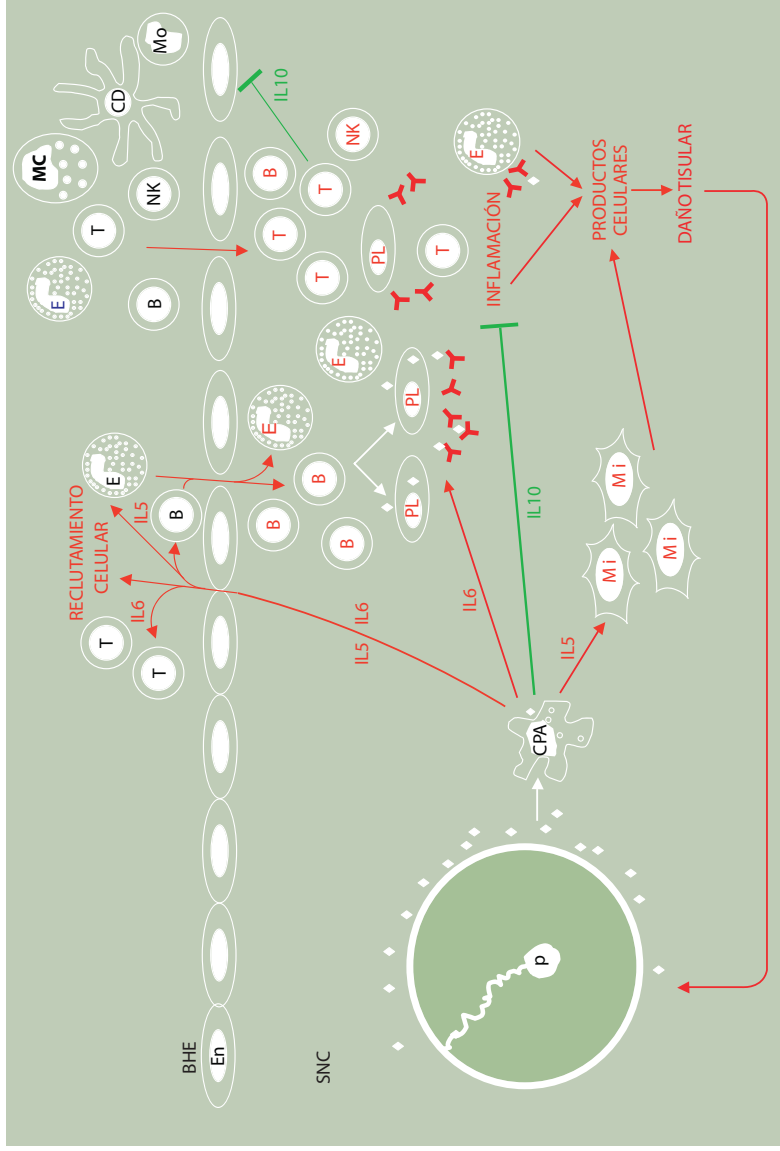 RECLUTAMIENTO
CELULAR
T
T
IL6
IL5
E
B
E
B
T
NK
MC
CD
Mo
BHE
En
SNC
IL5 IL6
B
B
B
E
E
T
T
B
T
NK
IL10
PL
PL
PL
T
E
IL6
IL10
INFLAMACIÓN
p
CPA
IL5
Mi
Mi
Mi
PRODUCTOS
CELULARES
DAÑO TISULAR